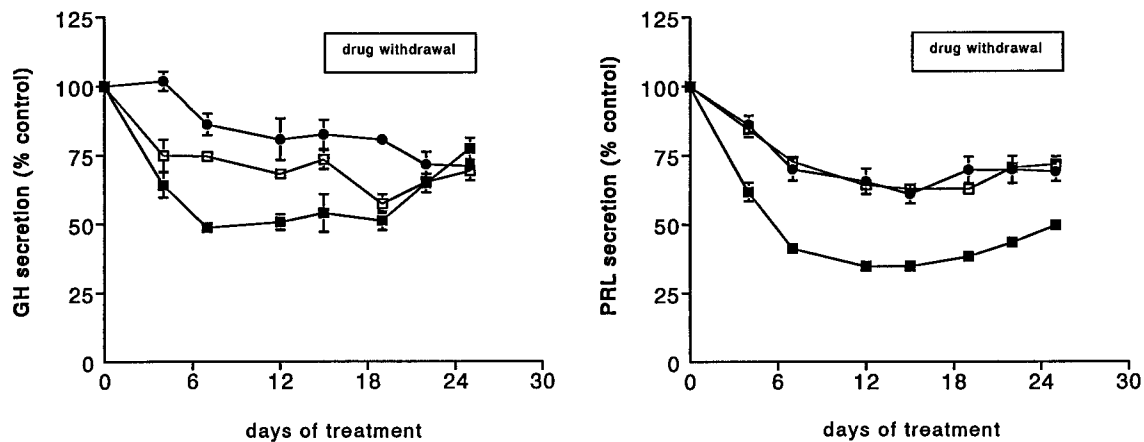 125
drug withdrawal
100
75
50
25
0
GH secretion (% control)
0 6 12 18 24 30
days of treatment
125
drug withdrawal
100
75
50
25
0
PRL secretion (% control)
0 6 12 18 24 30
days of treatment